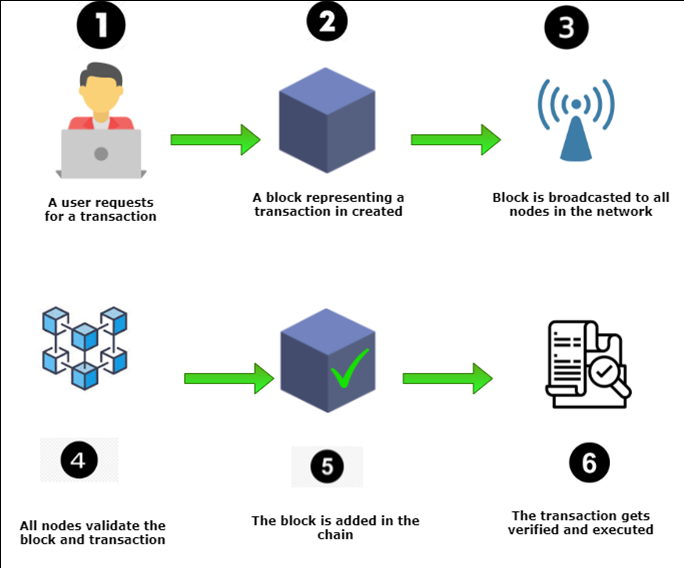 1
2
3
A user requests
for a transaction
A block representing a
transaction in created
Block is broadcasted to all
nodes in the network
4
5
6
All nodes validate the
block and transaction
The block is added in the
chain
The transaction gets
verified and executed